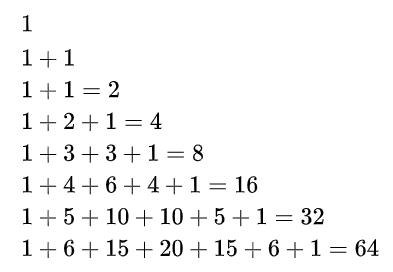 1
1 + 1
1 + 1 = 2
1 + 2 + 1 = 4
1 + 3 + 3 + 1 = 8
1 + 4 + 6 + 4 + 1 = 16
1 + 5 + 10 + 10 + 5 + 1 = 32
1 + 6 + 15 + 20 + 15 + 6 + 1 = 64